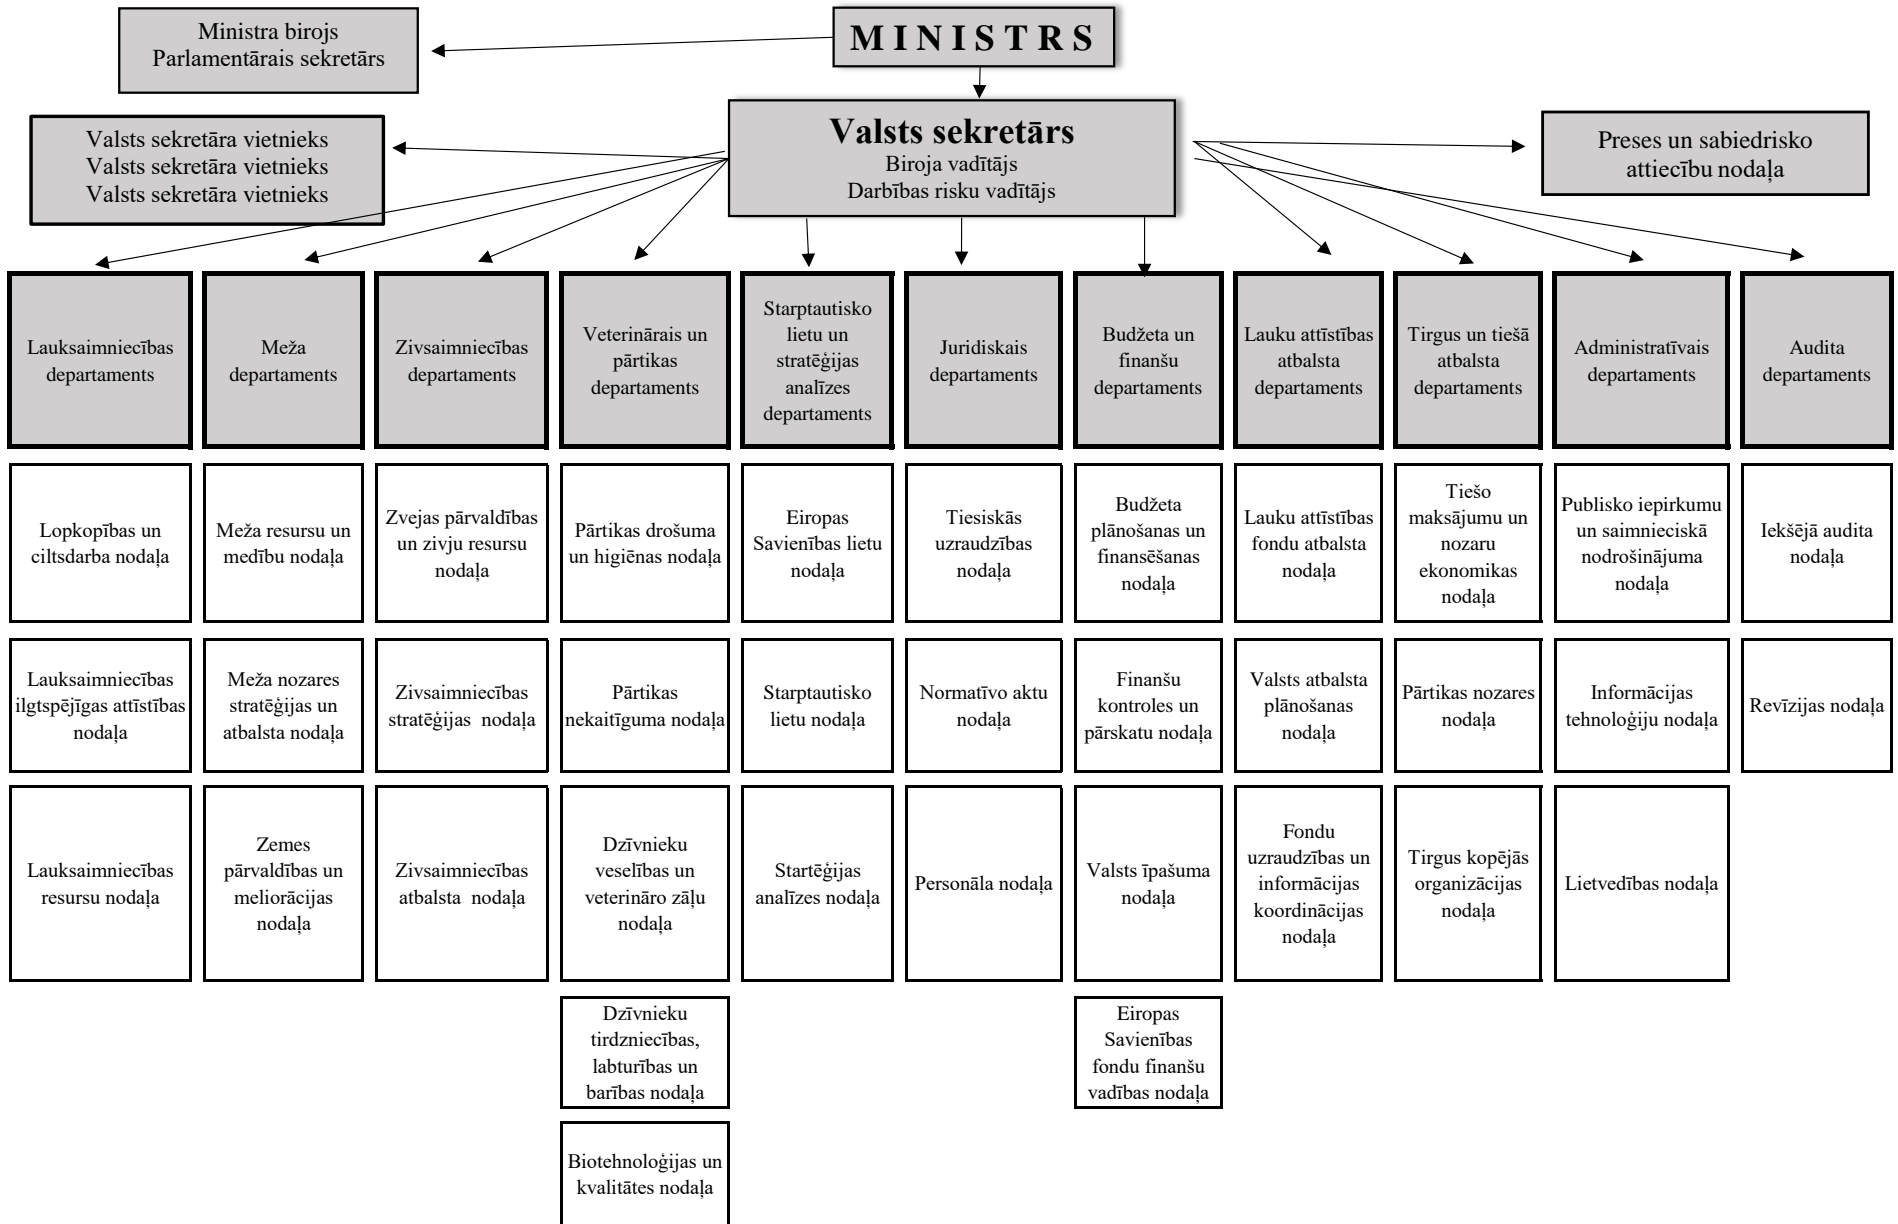 Ministra birojs
Parlamentārais sekretārs
M I N I S T R S
Valsts sekretāra vietnieks
Valsts sekretāra vietnieks
Valsts sekretāra vietnieks
Valsts sekretārs
Biroja vadītājs
Darbības risku vadītājs
Preses un sabiedrisko
attiecību nodaļa
Lauksaimniecības
departaments
Meža
departaments
Zivsaimniecības
departaments
Veterinārais un
pārtikas
departaments
Starptautisko
lietu un
stratēģijas
analīzes
departaments
Juridiskais
departaments
Budžeta un
finanšu
departaments
Lauku attīstības
atbalsta
departaments
Tirgus un tiešā
atbalsta
departaments
Administratīvais
departaments
Audita
departaments
Lopkopības un
ciltsdarba nodaļa
Meža resursu un
medību nodaļa
Zvejas pārvaldības
un zivju resursu
nodaļa
Pārtikas drošuma
un higiēnas nodaļa
Eiropas
Savienības lietu
nodaļa
Tiesiskās
uzraudzības
nodaļa
Budžeta
plānošanas un
finansēšanas
nodaļa
Lauku attīstības
fondu atbalsta
nodaļa
Tiešo
maksājumu un
nozaru
ekonomikas
nodaļa
Publisko iepirkumu
un saimnieciskā
nodrošinājuma
nodaļa
Iekšējā audita
nodaļa
Lauksaimniecības
ilgtspējīgas attīstības
nodaļa
Meža nozares
stratēģijas un
atbalsta nodaļa
Zivsaimniecības
stratēģijas nodaļa
Pārtikas
nekaitīguma nodaļa
Starptautisko
lietu nodaļa
Normatīvo aktu
nodaļa
Finanšu
kontroles un
pārskatu nodaļa
Valsts atbalsta
plānošanas
nodaļa
Pārtikas nozares
nodaļa
Informācijas
tehnoloģiju nodaļa
Revīzijas nodaļa
Lauksaimniecības
resursu nodaļa
Zemes
pārvaldības un
meliorācijas
nodaļa
Zivsaimniecības
atbalsta nodaļa
Dzīvnieku
veselības un
veterināro zāļu
nodaļa
Startēģijas
analīzes nodaļa
Personāla nodaļa
Valsts īpašuma
nodaļa
Fondu
uzraudzības un
informācijas
koordinācijas
nodaļa
Tirgus kopējās
organizācijas
nodaļa
Lietvedības nodaļa
Dzīvnieku
tirdzniecības,
labturības un
barības nodaļa
Eiropas
Savienības
fondu finanšu
vadības nodaļa
Biotehnoloģijas un
kvalitātes nodaļa